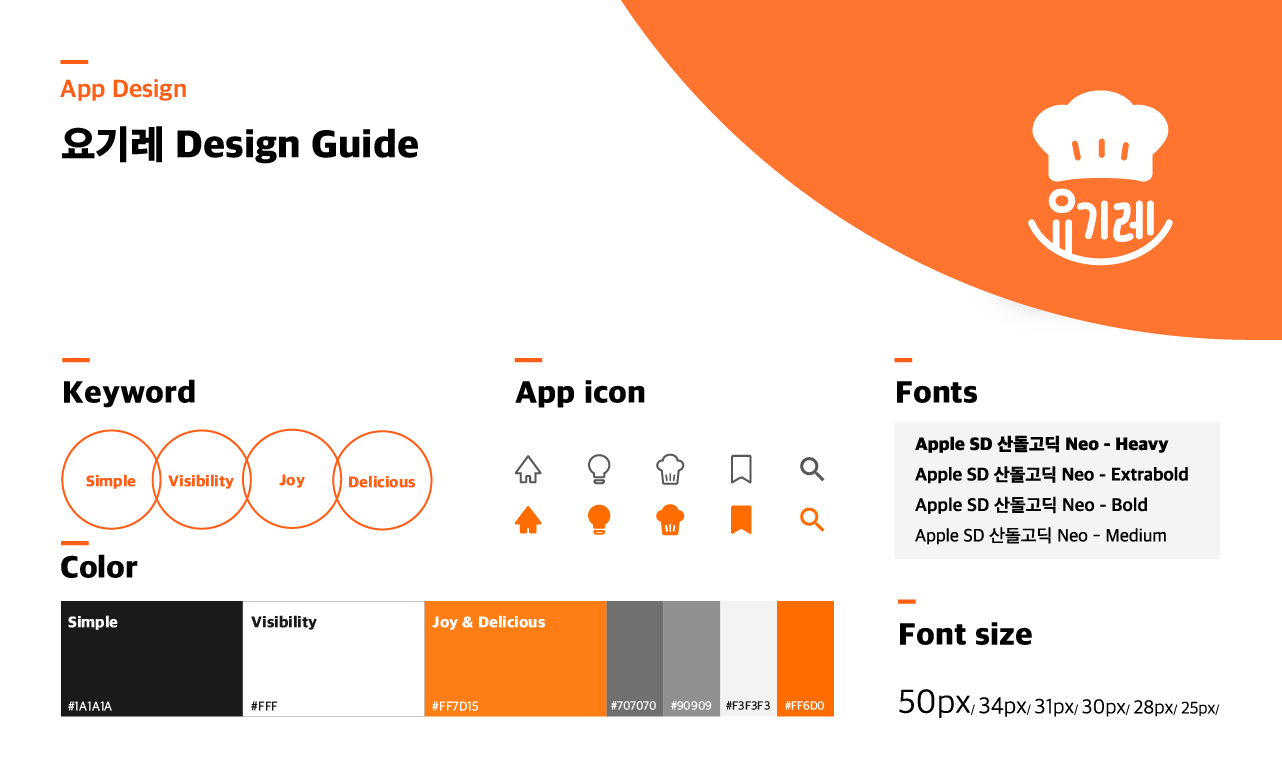 App Design
요기레 Design Guide
요기레
Keyword
Simple
Visibility
Joy
Delicious
App icon
Fonts
Apple SD 산돌고딕 Neo - Heavy
Apple SD 산돌고딕 Neo - Extrabold
Apple SD 산돌고딕 Neo - Bold
Apple SD 산돌고딕 Neo - Medium
Color
Simple
#1A1A1A
Visibility
#FFF
Joy & Delicious
#FF7D15
#707070
#90909
#F3F3F3
#FF6D0
Font size
50px/ 34px/ 31px/ 30px/ 28px/ 25px/